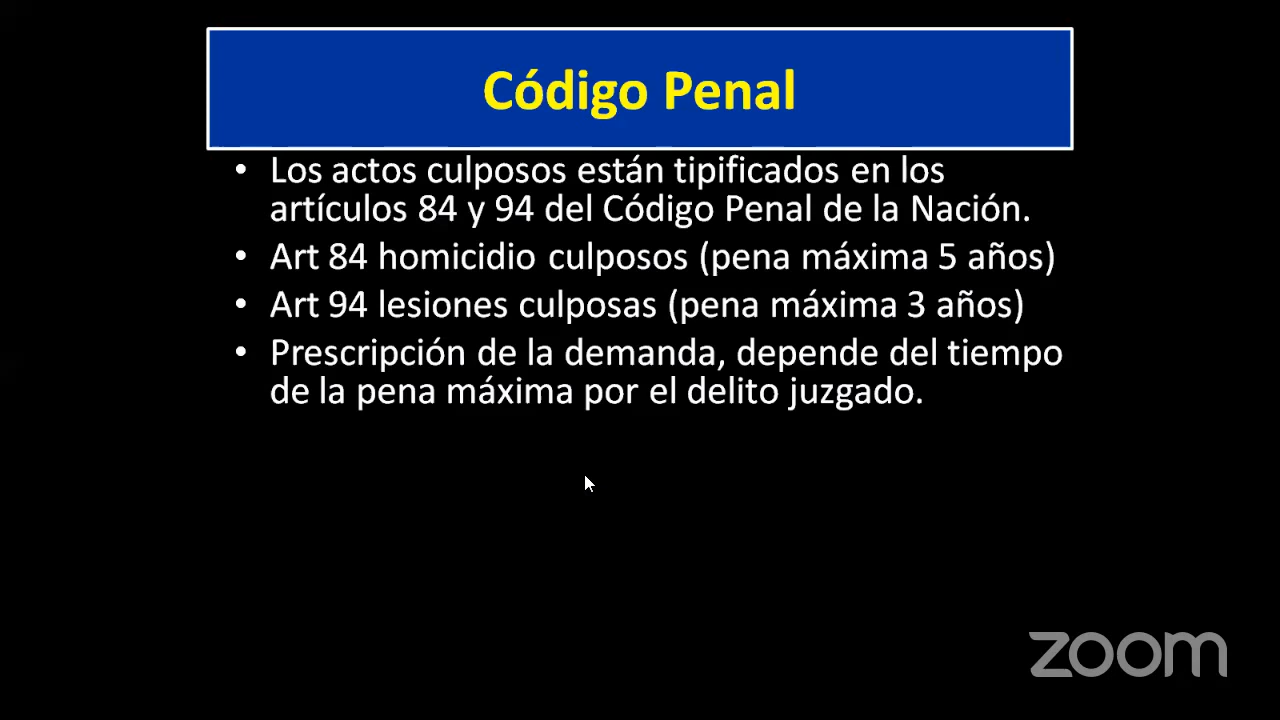 Código Penal
• Los actos culposos están tipificados en los
artículos 84 y 94 del Código Penal de la Nación.
• Art 84 homicidio culposos (pena máxima 5 años)
• Art 94 lesiones culposas (pena máxima 3 años)
• Prescripción de la demanda, depende del tiempo
de la pena máxima por el delito juzgado.
zoom